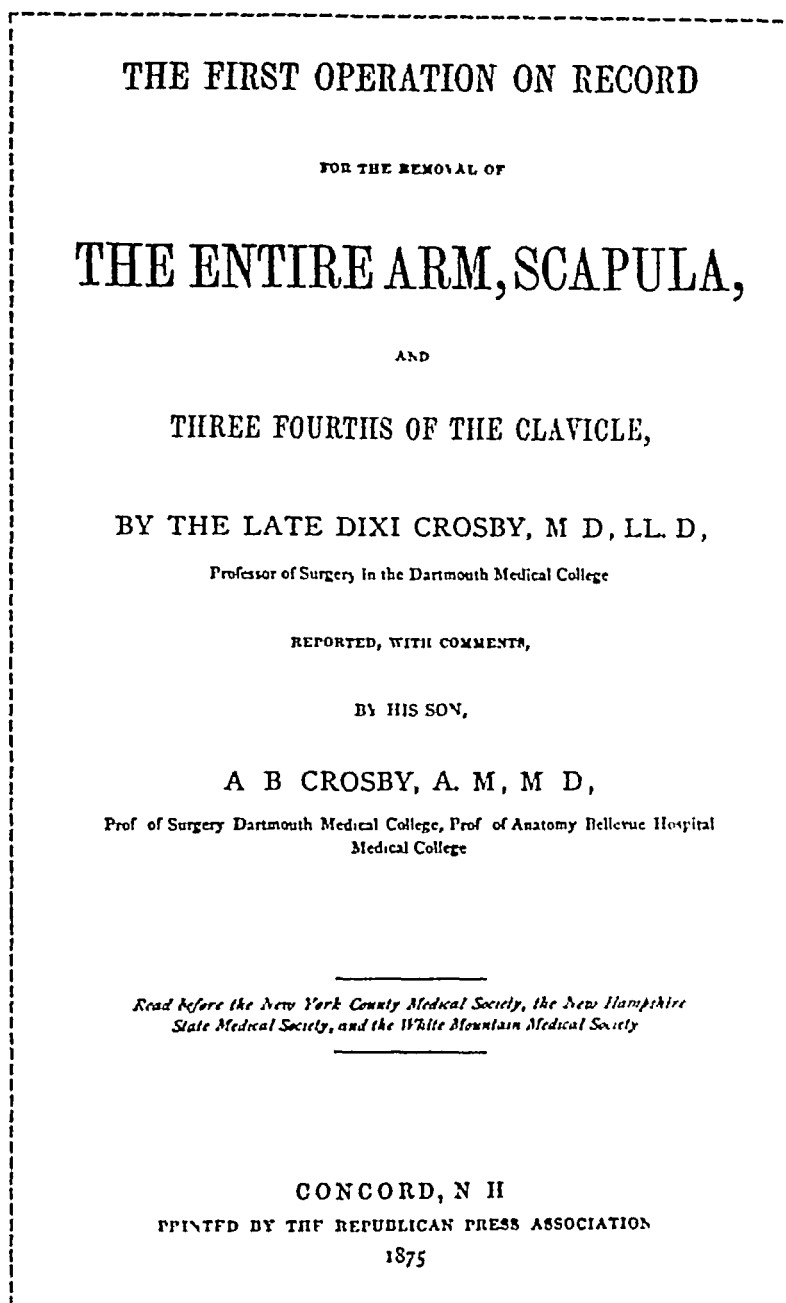 THE FIRST OPERATION ON RECORD
FOR THE REMOVAL OF
THE ENTIRE ARM, SCAPULA,
AND
THREE FOURTHS OF THE CLAVICLE,
BY THE LATE DIXI CROSBY, M D, LL. D,
Professor of Surgery in the Dartmouth Medical College
REPORTED, WITH COMMENTS,
BY HIS SON,
A B CROSBY, A. M, M D,
Prof of Surgery Dartmouth Medical College, Prof of Anatomy Bellevue Hospital
Medical College
Read before the New York County Medical Society, the New Hampshire
State Medical Society, and the White Mountain Medical Society
CONCORD, N H
PRINTED BY THE REPUBLICAN PRESS ASSOCIATION
1875